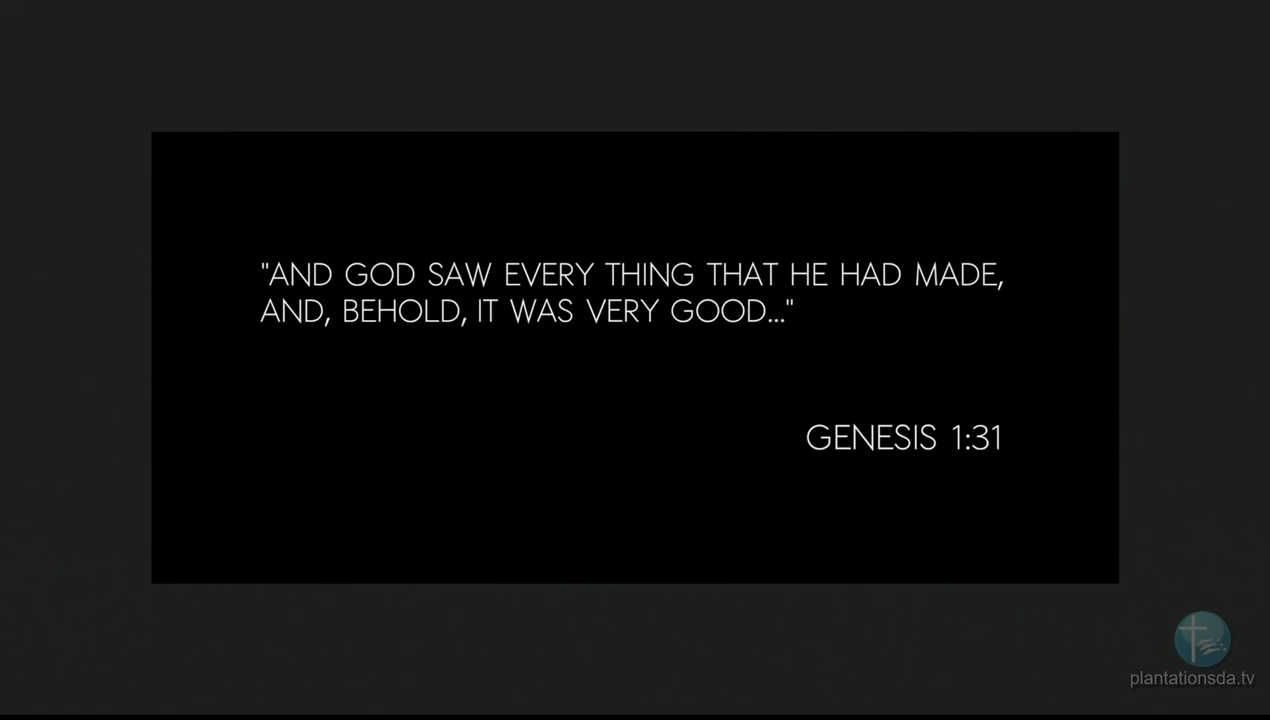 "AND GOD SAW EVERY THING THAT HE HAD MADE,
AND, BEHOLD, IT WAS VERY GOOD..."
GENESIS 1:31
plantationsda.tv